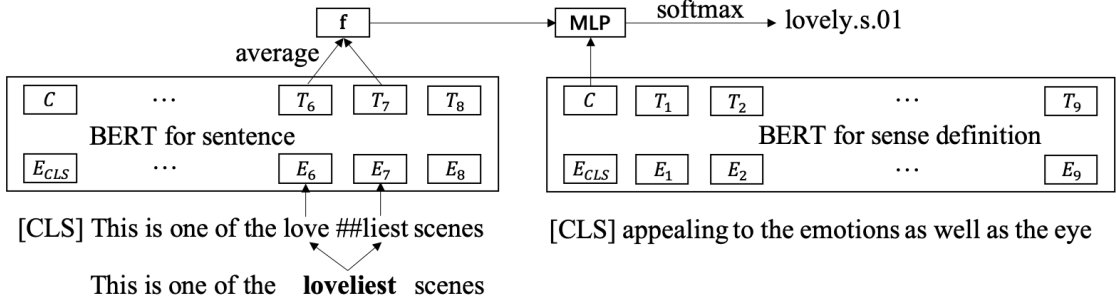 f
MLP
softmax
lovely.s.01
average
C ⋯ T₆ T₇ T₈
BERT for sentence
E_CLS ⋯ E₆ E₇ E₈
C T₁ T₂ ⋯ T₉
BERT for sense definition
E_CLS E₁ E₂ ⋯ E₉
[CLS] This is one of the love ##liest scenes
[CLS] appealing to the emotions as well as the eye
This is one of the loveliest scenes